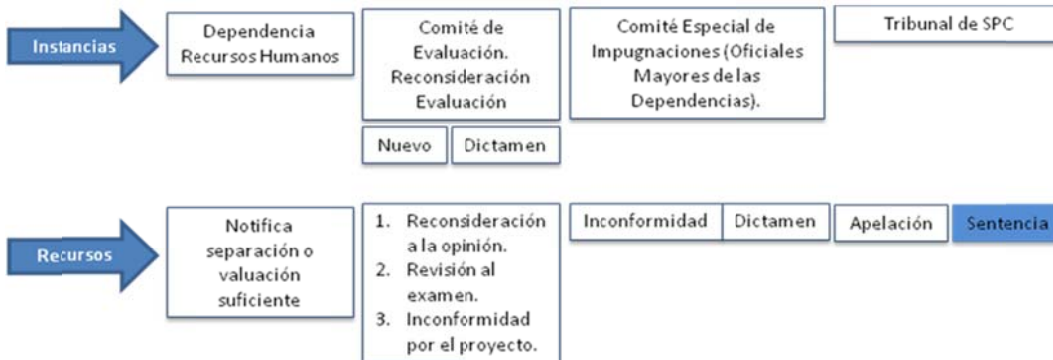 Instancias
Dependencia
Recursos Humanos
Comité de
Evaluación.
Reconsideración
Evaluación
Nuevo
Dictamen
Comité Especial de
Impugnaciones (Oficiales
Mayores de las
Dependencias).
Tribunal de SPC
Recursos
Notifica
separación o
valuación
suficiente
1. Reconsideración
a la opinión.
2. Revisión al
examen.
3. Inconformidad
por el proyecto.
Inconformidad
Dictamen
Apelación
Sentencia